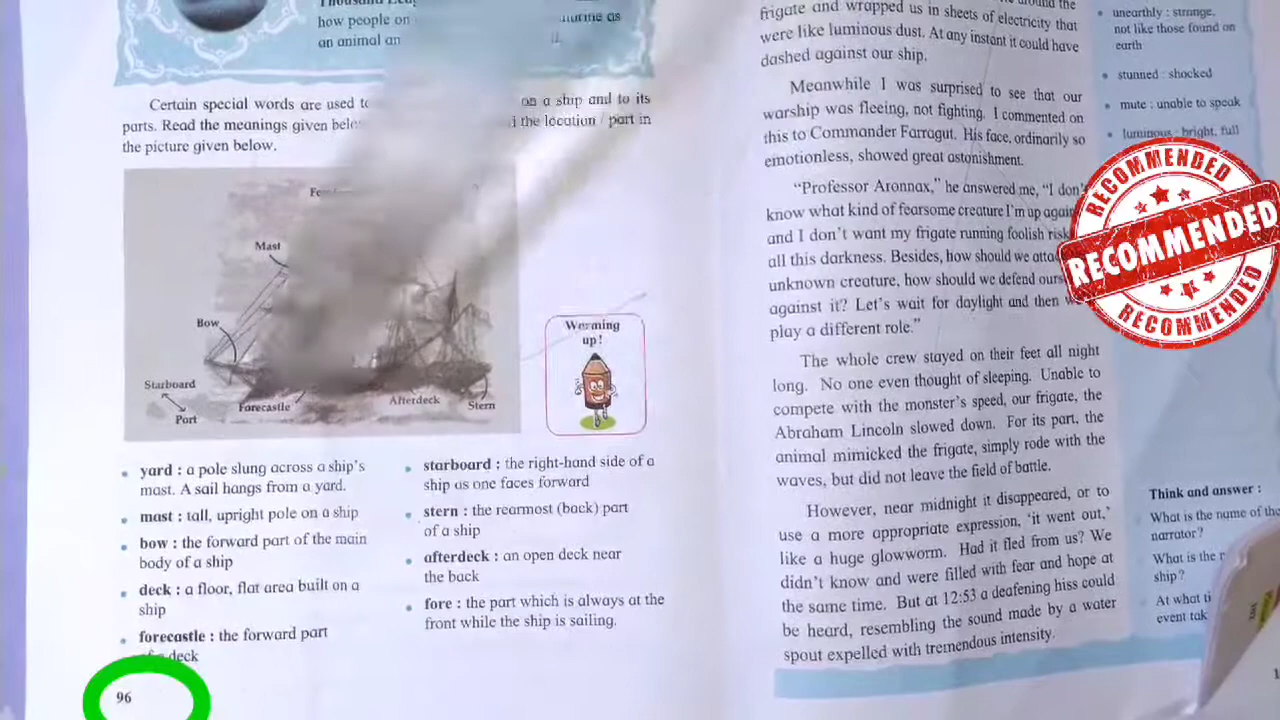 how people on
an animal an
Certain special words are used
on a ship and to its
parts. Read the meanings given
the location / part in
the picture given below.
Mast
Bow
Starboard
Port
Forecastle
Afterdeck
Stern
Warming
up!
yard : a pole slung across a ship's
mast. A sail hangs from a yard.
mast : tall, upright pole on a ship
bow : the forward part of the main
body of a ship
deck : a floor, flat area built on a
ship
forecastle : the forward part
deck
starboard : the right-hand side of a
ship as one faces forward
stern : the rearmost (back) part
of a ship
afterdeck : an open deck near
the back
fore : the part which is always at the
front while the ship is sailing.
96
frigate and wrapped us in sheets of electricity that
were like luminous dust. At any instant it could have
dashed against our ship.
Meanwhile I was surprised to see that our
warship was fleeing, not fighting. I commented on
this to Commander Farragut. His face, ordinarily so
emotionless, showed great astonishment.
"Professor Aronnax," he answered me, "I don't
know what kind of fearsome creature I'm up
and I don't want my frigate running foolish
all this darkness. Besides, how should we
unknown creature, how should we defend
against it? Let's wait for daylight and then
play a different role."
The whole crew stayed on their feet all night
long. No one even thought of sleeping. Unable to
compete with the monster's speed, our frigate, the
Abraham Lincoln slowed down. For its part, the
animal mimicked the frigate, simply rode with the
waves, but did not leave the field of battle.
However, near midnight it disappeared, or to
use a more appropriate expression, 'it went out,'
like a huge glowworm. Had it fled from us? We
didn't know and were filled with fear and hope at
the same time. But at 12:53 a deafening hiss could
be heard, resembling the sound made by a water
spout expelled with tremendous intensity.
unearthly : strange,
not like those found on
earth
stunned : shocked
mute : unable to speak
luminous : bright, full
RECOMMENDED
RECOMMENDED
RECOMMENDED
Think and answer :
What is the name of the
narrator?
What is the
ship?
At what
event